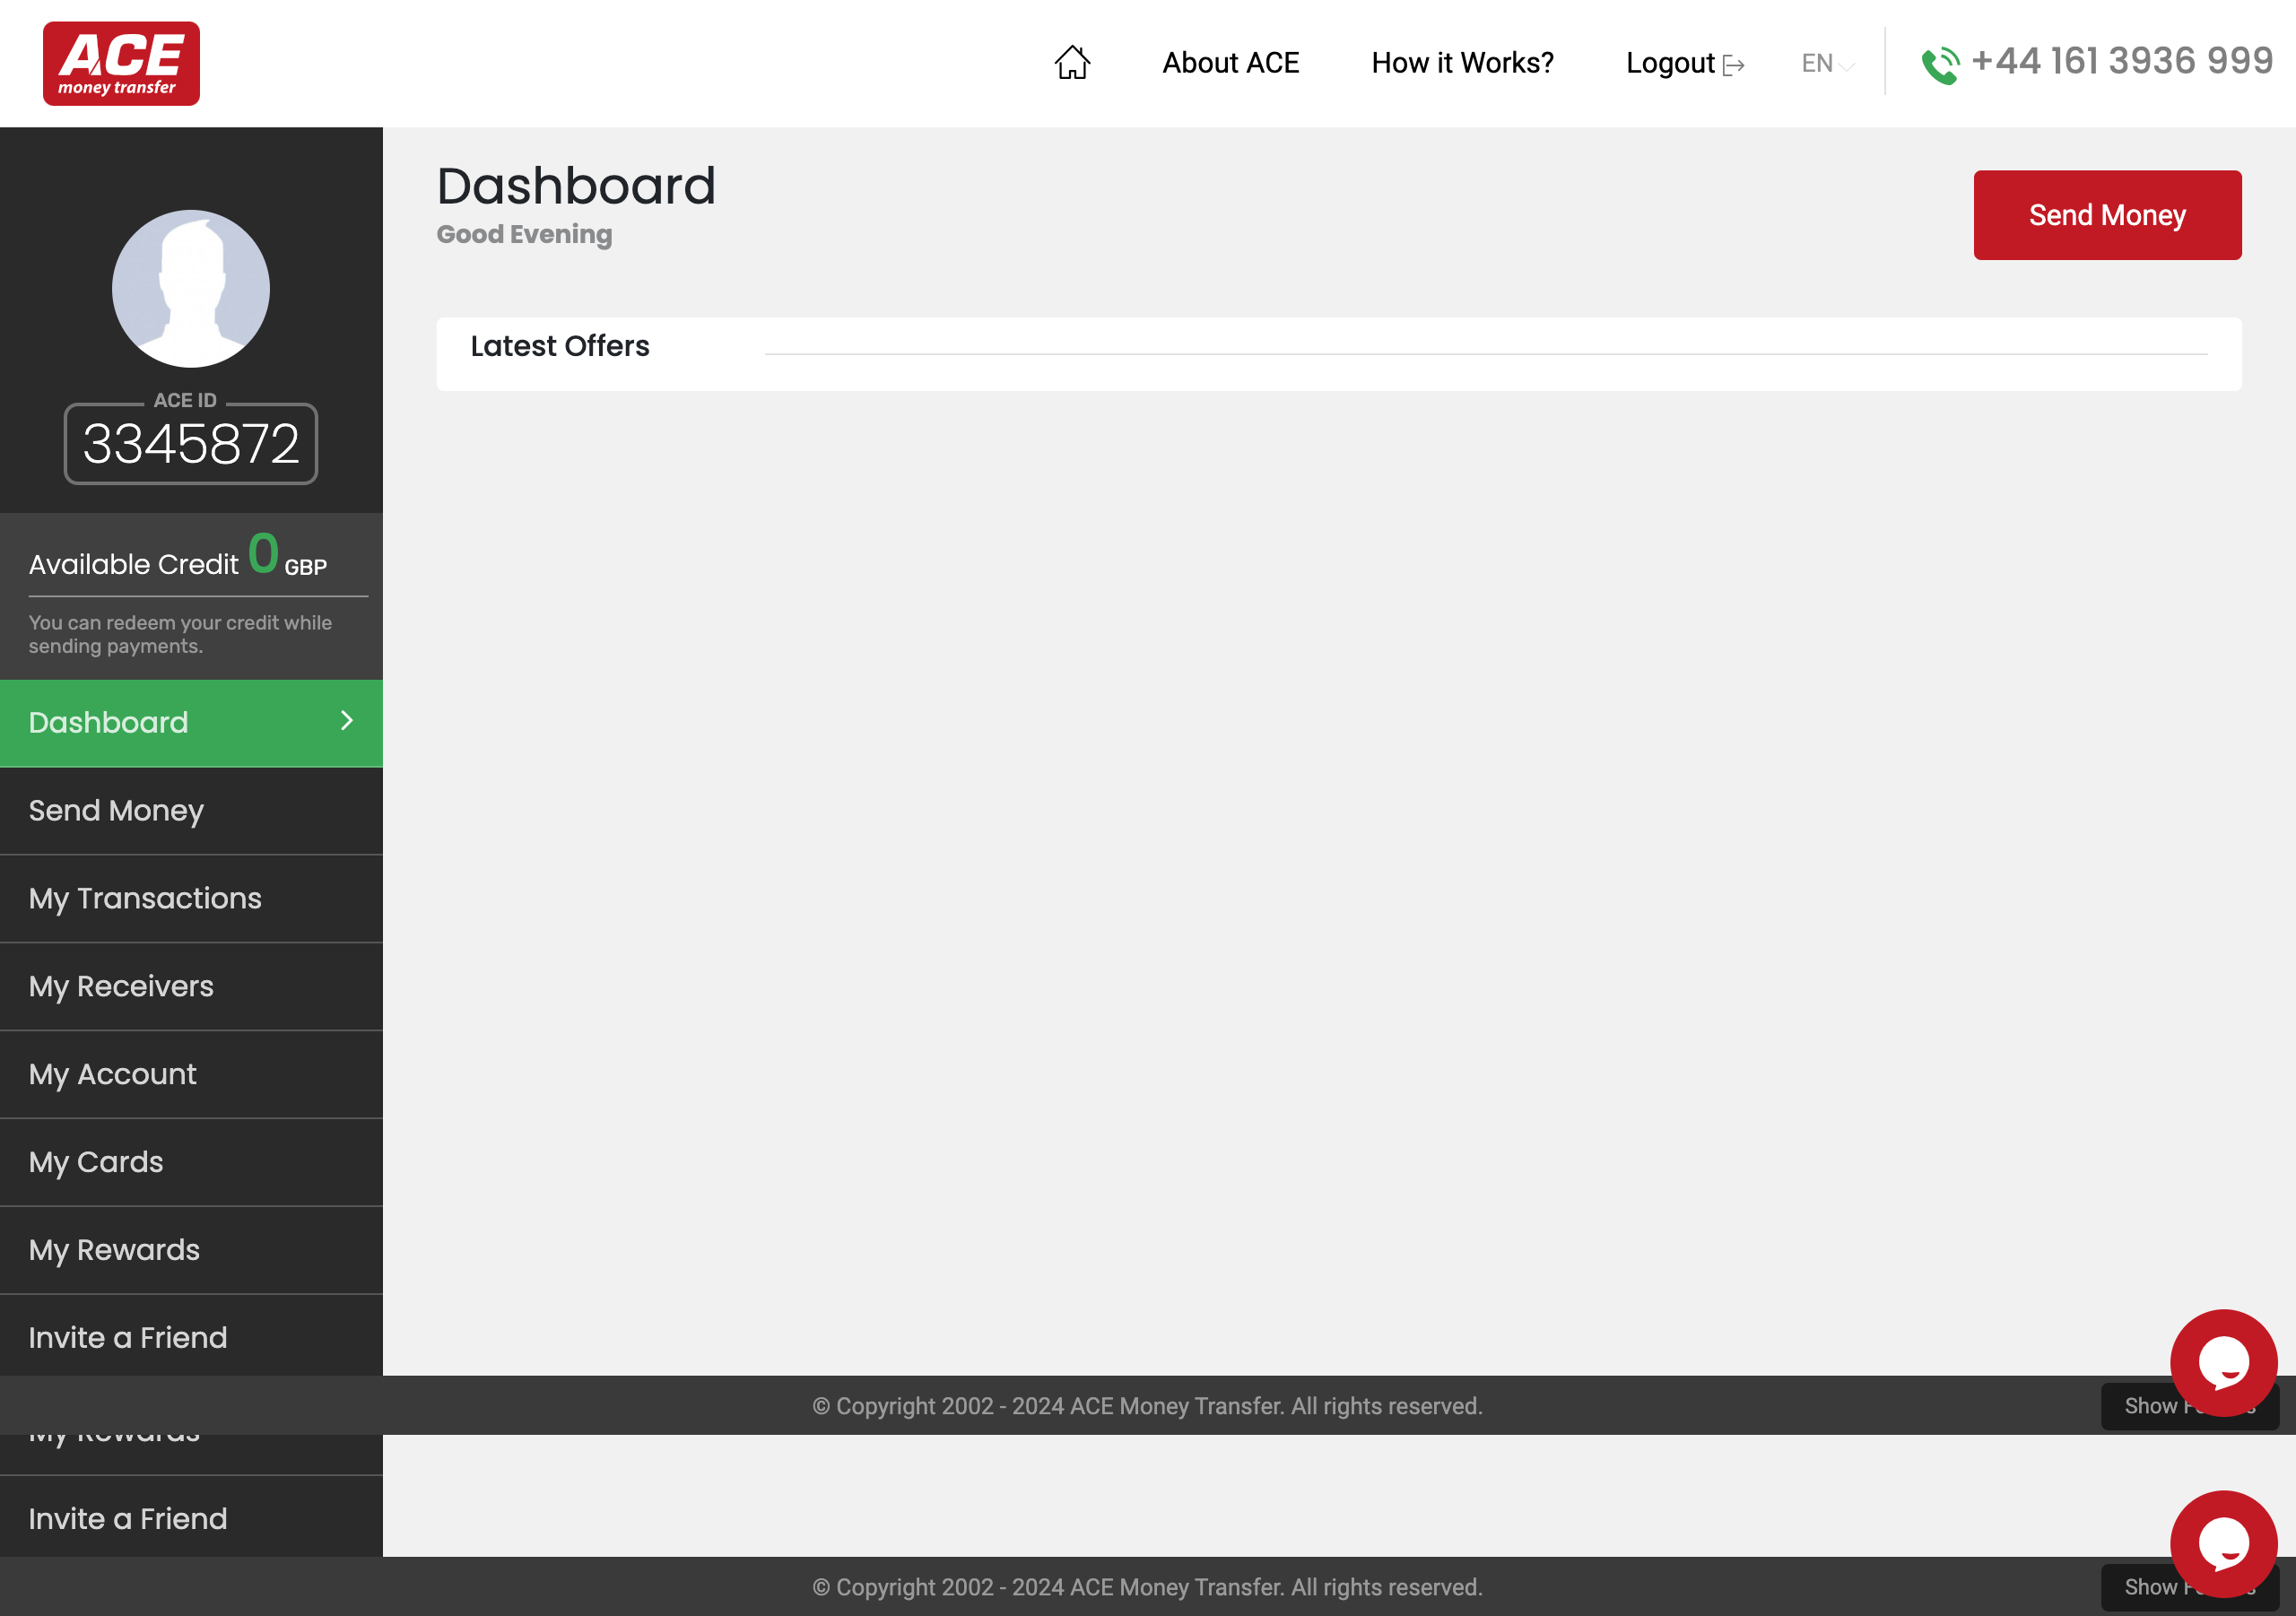 ACE
money transfer
About ACE
How it Works?
Logout
EN
+44 161 3936 999
Dashboard
Good Evening
Send Money
Latest Offers
ACE ID
3345872
Available Credit 0 GBP
You can redeem your credit while
sending payments.
Dashboard
Send Money
My Transactions
My Receivers
My Account
My Cards
My Rewards
Invite a Friend
© Copyright 2002 - 2024 ACE Money Transfer. All rights reserved.
Show
My Rewards
Invite a Friend
© Copyright 2002 - 2024 ACE Money Transfer. All rights reserved.
Show